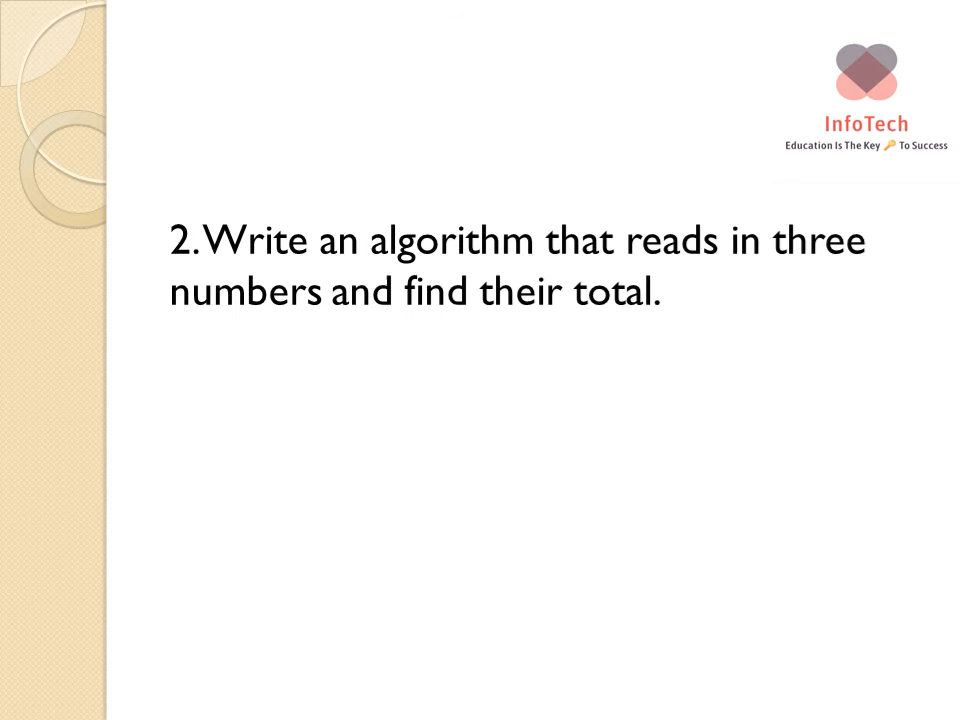 InfoTech
Education Is The Key 🔑 To Success
2. Write an algorithm that reads in three
numbers and find their total.